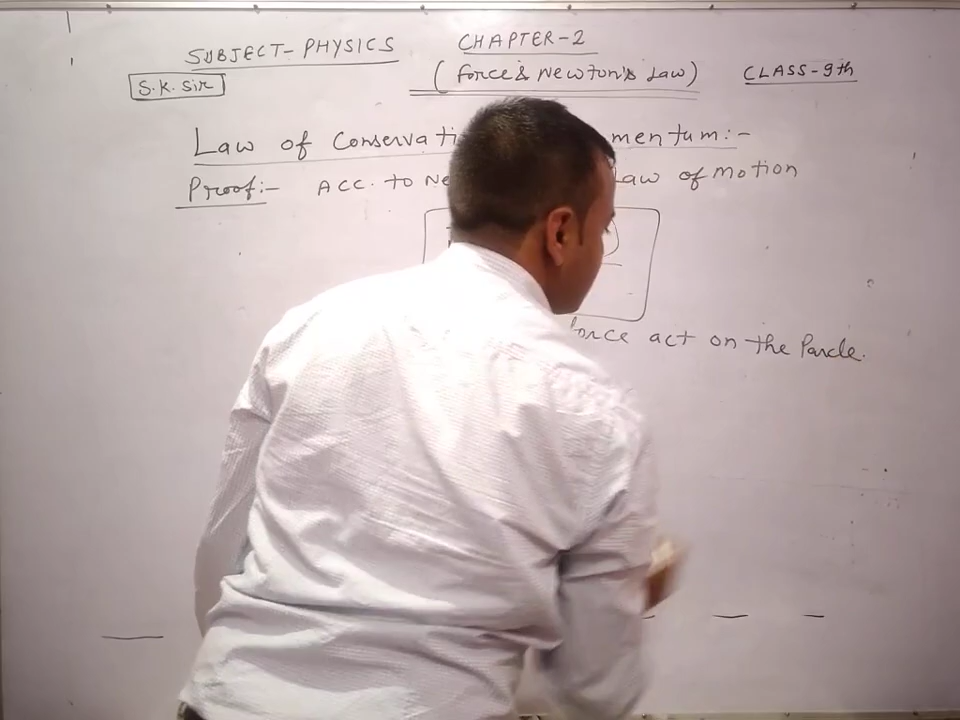 SUBJECT- PHYSICS CHAPTER-2
S.K. Sir (Force & Newton's Law) CLASS-9th
Law of Conservati mentum:-
Proof:- ACC. to Ne Law of Motion
force act on the Parcle.